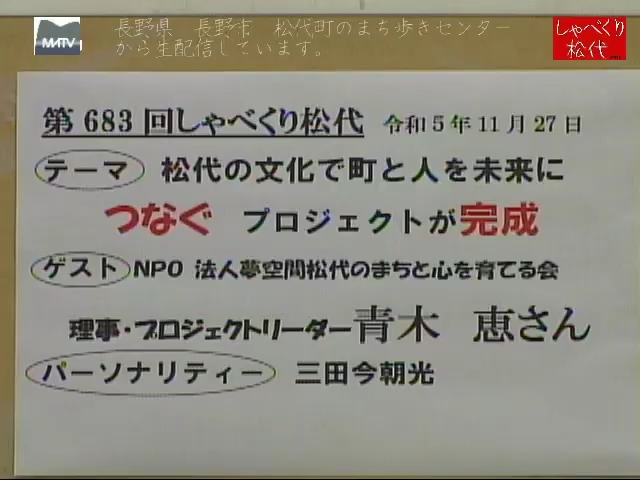 MATV
長野県 長野市 松代町のまち歩きセンター
から生配信しています。
しゃべくり
松代
第683回しゃべくり松代 令和5年11月27日
テーマ 松代の文化で町と人を未来に
つなぐ プロジェクトが完成
ゲスト NPO 法人夢空間松代のまちと心を育てる会
理事・プロジェクトリーダー青木 恵さん
パーソナリティー 三田今朝光